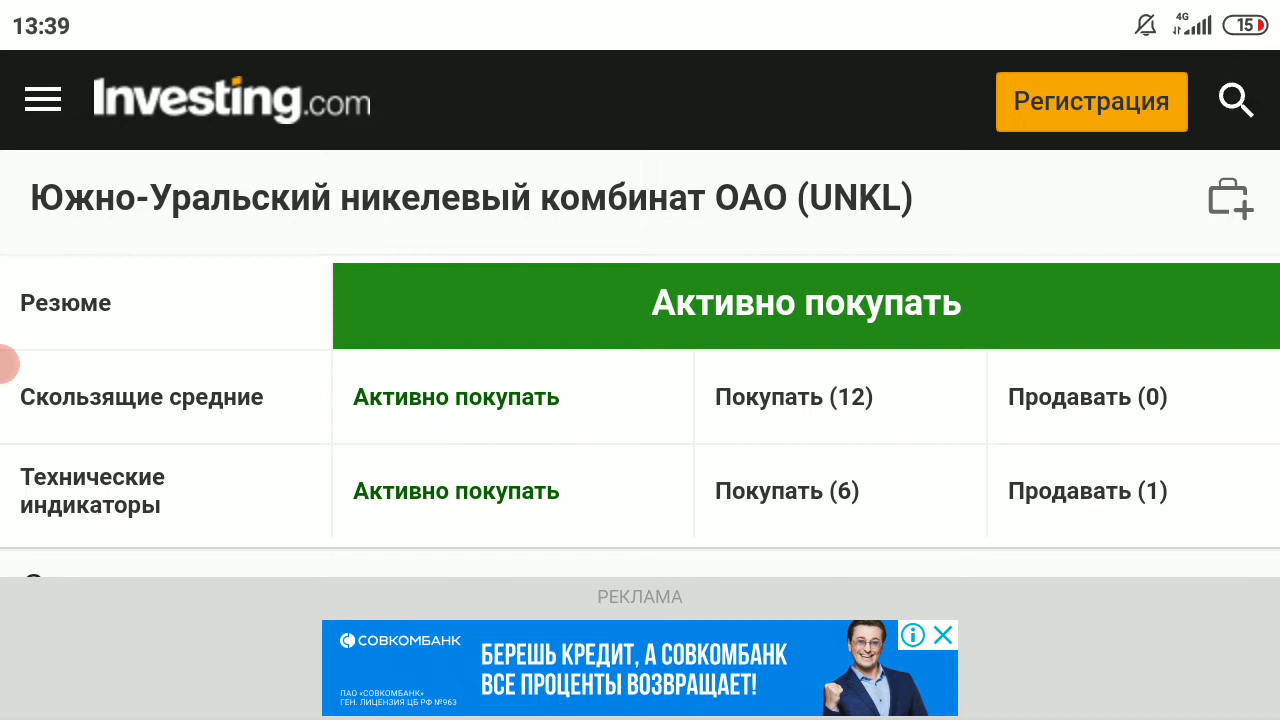 13:39
4G
15
Investing.com
Регистрация
Южно-Уральский никелевый комбинат ОАО (UNKL)
Резюме
Активно покупать
Скользящие средние
Активно покупать
Покупать (12)
Продавать (0)
Технические
индикаторы
Активно покупать
Покупать (6)
Продавать (1)
РЕКЛАМА
СОВКОМБАНК
БЕРЕШЬ КРЕДИТ, А СОВКОМБАНК
ВСЕ ПРОЦЕНТЫ ВОЗВРАЩАЕТ!
ПАО «СОВКОМБАНК»
ГЕН. ЛИЦЕНЗИЯ ЦБ РФ №963